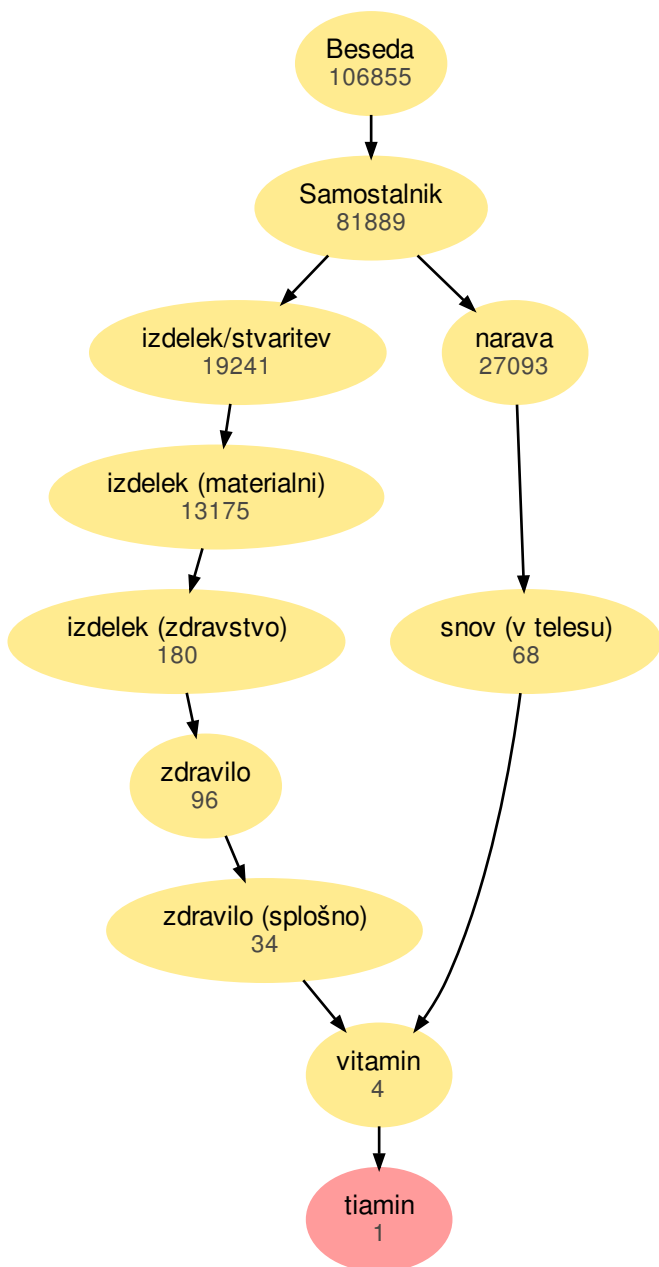 Beseda
106855
Samostalnik
81889
izdelek/stvaritev
19241
narava
27093
izdelek (materialni)
13175
izdelek (zdravstvo)
180
snov (v telesu)
68
zdravilo
96
zdravilo (splošno)
34
vitamin
4
tiamin
1